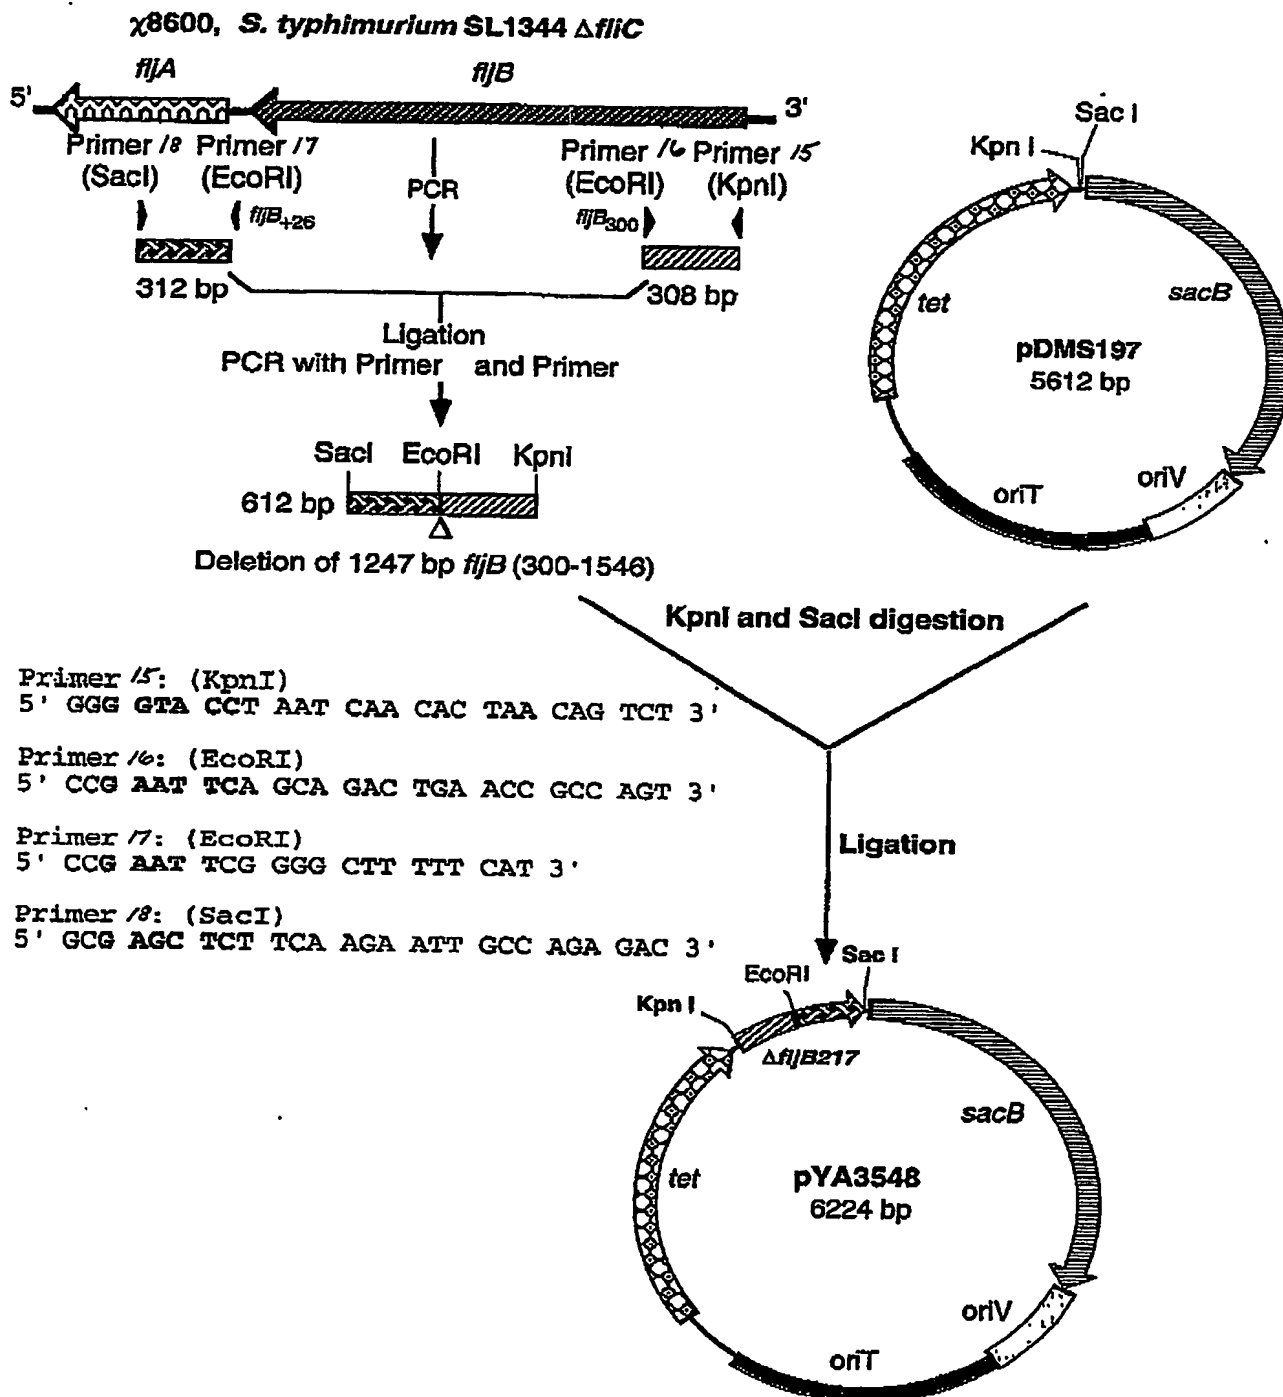 χ8600, S. typhimurium SL1344 ΔfliC
fljA
fljB
5'
3'
Primer 18
(SacI)
Primer 17
(EcoRI)
PCR
Primer 16
(EcoRI)
Primer 15
(KpnI)
fljB+26
fljB300
312 bp
308 bp
Ligation
PCR with Primer and Primer
SacI EcoRI KpnI
612 bp
Δ
Deletion of 1247 bp fljB (300-1546)
Kpn I
Sac I
tet
sacB
pDMS197
5612 bp
oriT
oriV
KpnI and SacI digestion
Primer 15: (KpnI)
5' GGG GTA CCT AAT CAA CAC TAA CAG TCT 3'
Primer 16: (EcoRI)
5' CCG AAT TCA GCA GAC TGA ACC GCC AGT 3'
Primer 17: (EcoRI)
5' CCG AAT TCG GGG CTT TTT CAT 3'
Primer 18: (SacI)
5' GCG AGC TCT TCA AGA ATT GCC AGA GAC 3'
Ligation
Kpn I
EcoRI
Sac I
ΔfljB217
tet
sacB
pYA3548
6224 bp
oriV
oriT